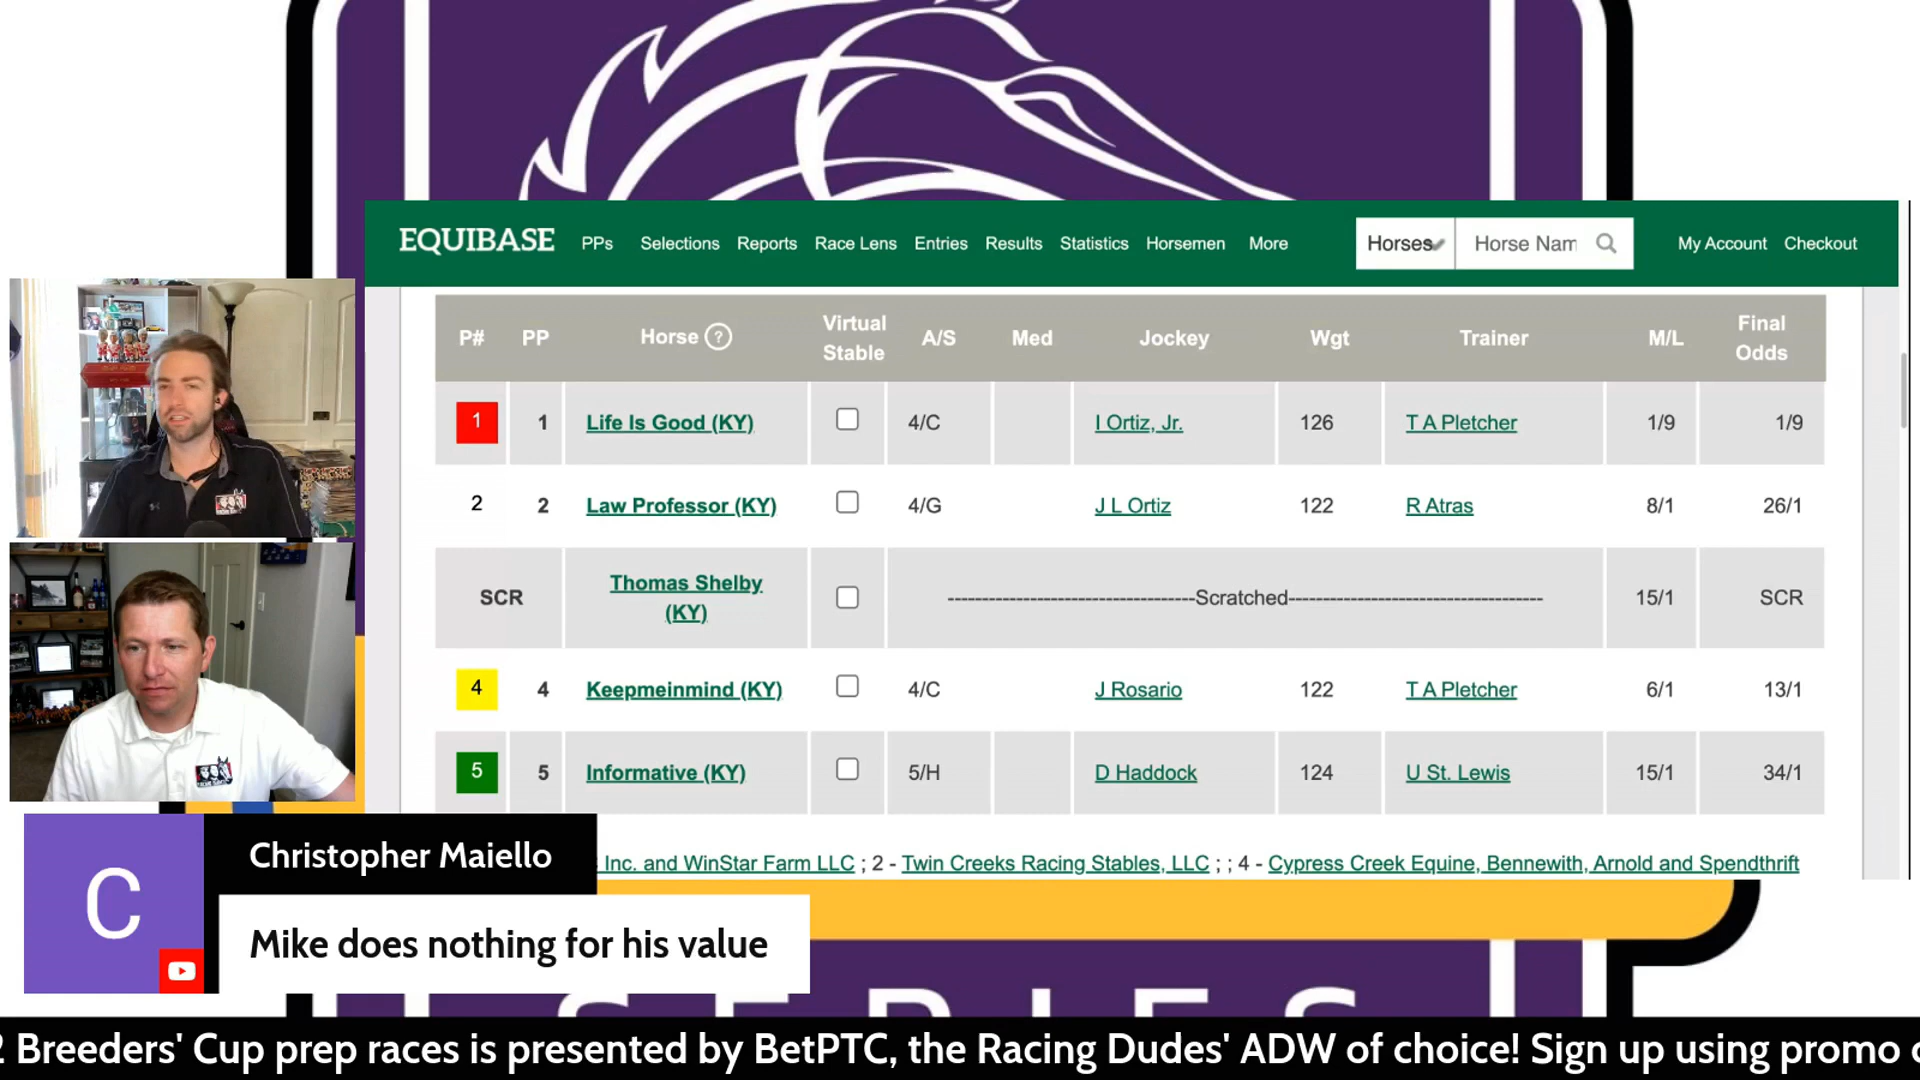 EQUIBASE PPs Selections Reports Race Lens Entries Results Statistics Horsemen More Horses Horse Nam My Account Checkout
P# PP Horse ? Virtual Stable A/S Med Jockey Wgt Trainer M/L Final Odds
1 1 Life Is Good (KY) 4/C I Ortiz, Jr. 126 T A Pletcher 1/9 1/9
2 2 Law Professor (KY) 4/G J L Ortiz 122 R Atras 8/1 26/1
SCR Thomas Shelby (KY) ------------------------------------Scratched------------------------------------- 15/1 SCR
4 4 Keepmeinmind (KY) 4/C J Rosario 122 T A Pletcher 6/1 13/1
5 5 Informative (KY) 5/H D Haddock 124 U St. Lewis 15/1 34/1
Inc. and WinStar Farm LLC ; 2 - Twin Creeks Racing Stables, LLC ; ; 4 - Cypress Creek Equine, Bennewith, Arnold and Spendthrift
C
Christopher Maiello
Mike does nothing for his value
SERIES
2 Breeders' Cup prep races is presented by BetPTC, the Racing Dudes' ADW of choice! Sign up using promo